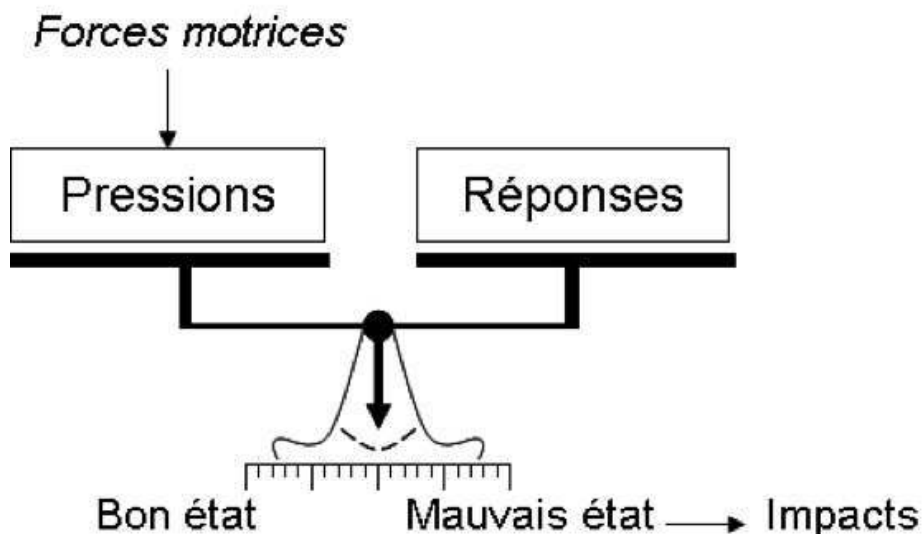 Forces motrices
Pressions
Réponses
Bon état
Mauvais état
Impacts